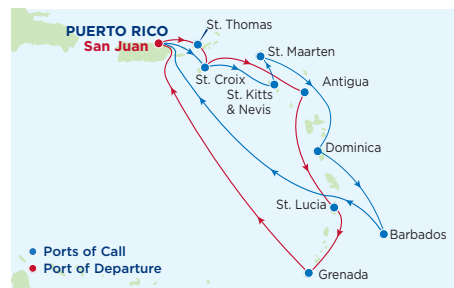 PUERTO RICO
San Juan
St. Thomas
St. Croix
St. Maarten
St. Kitts
& Nevis
Antigua
Dominica
St. Lucia
Barbados
Grenada
Ports of Call
Port of Departure